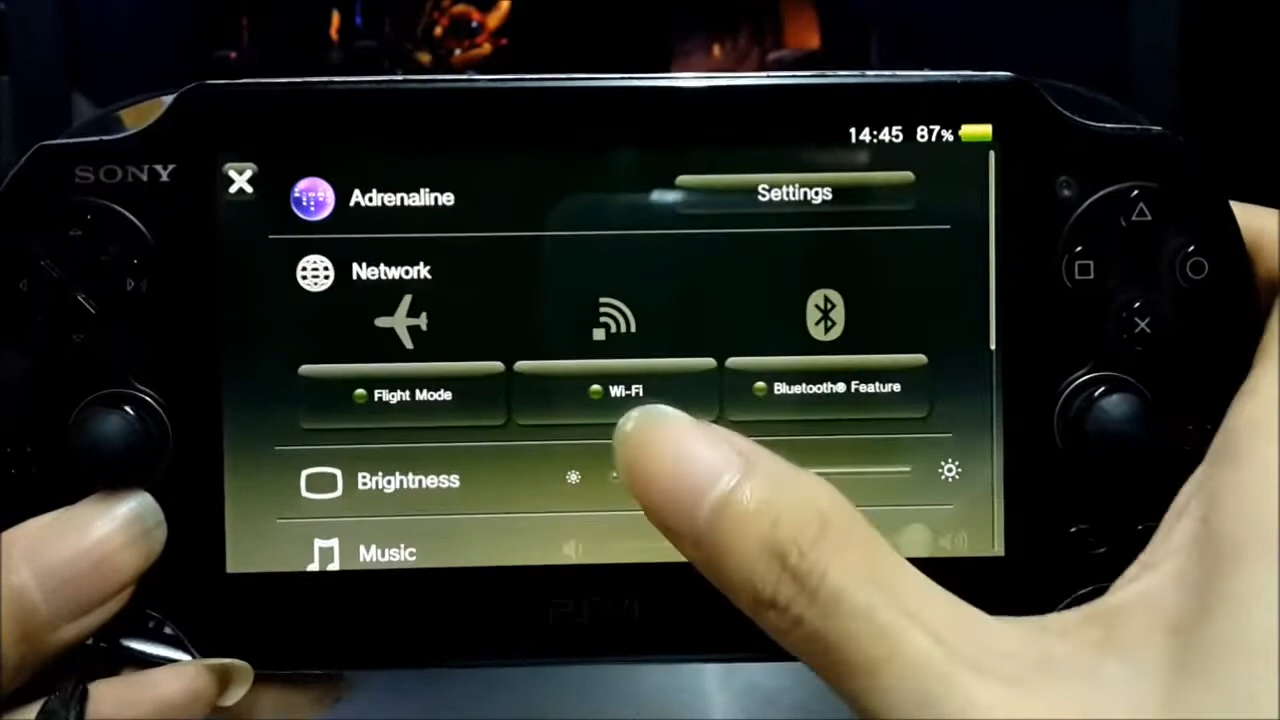 14:45 87%
SONY
Adrenaline
Settings
Network
Flight Mode
Wi-Fi
Bluetooth® Feature
Brightness
Music